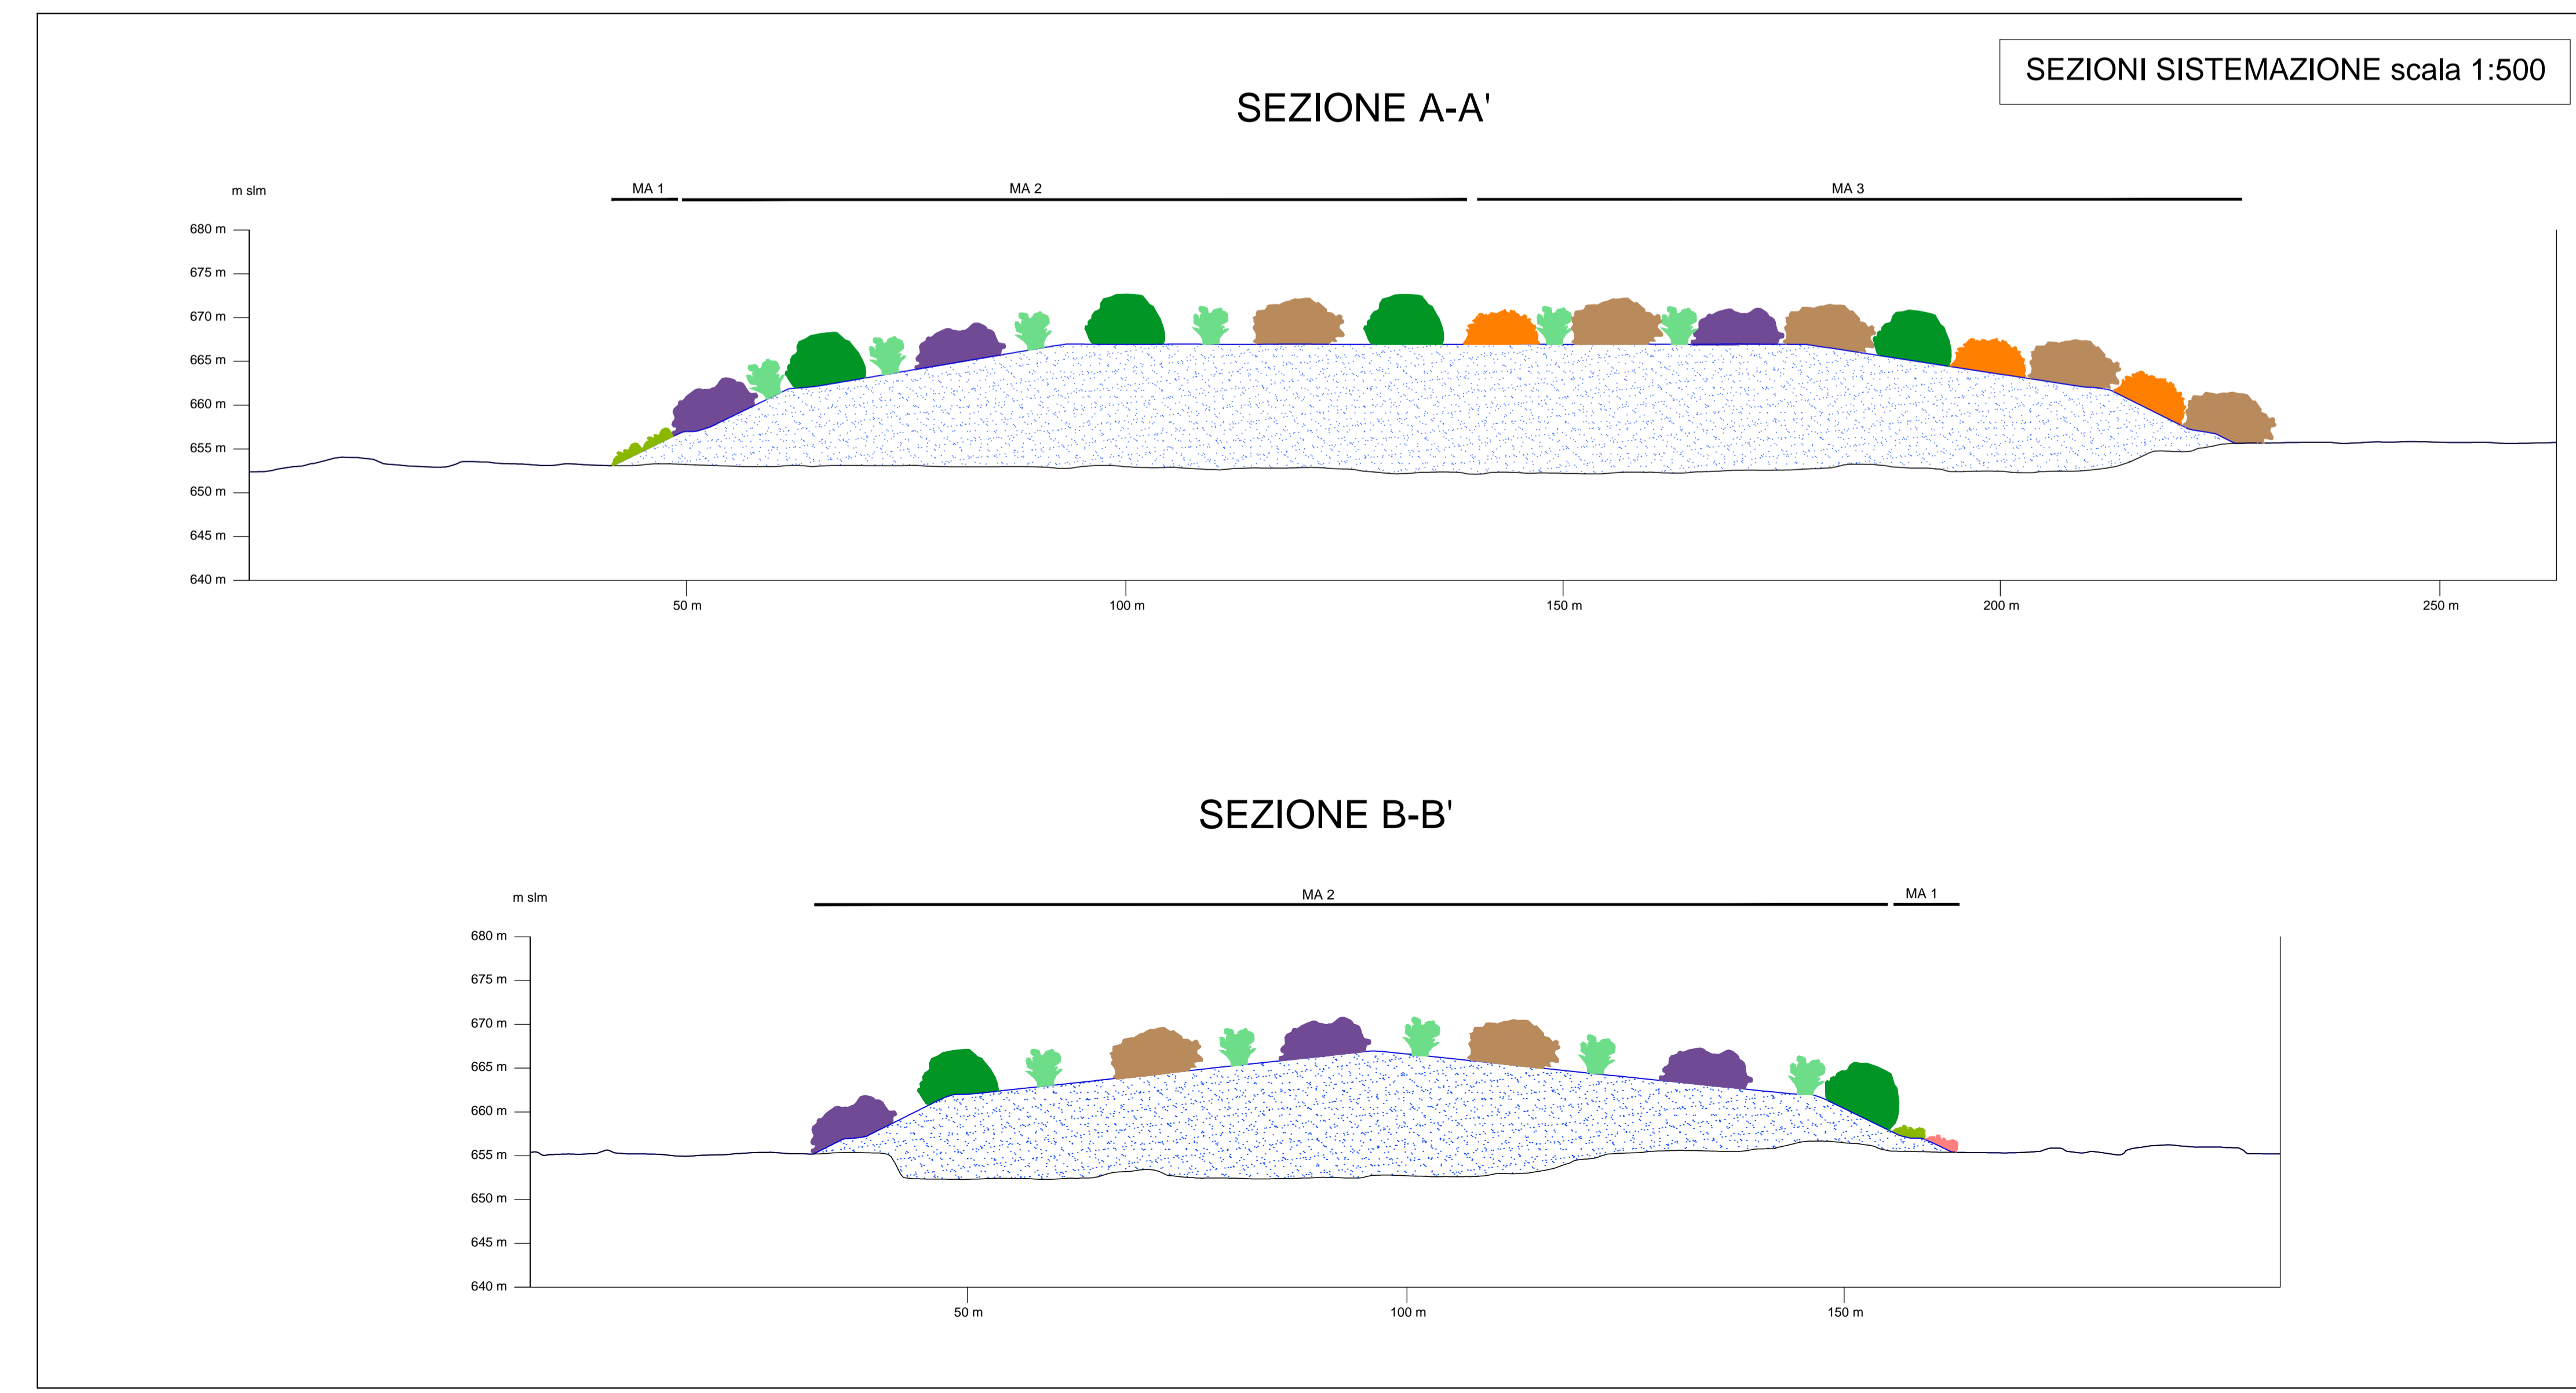 SEZIONI SISTEMAZIONE scala 1:500
SEZIONE A-A'
m slm
MA 1 MA 2 MA 3
680 m
675 m
670 m
665 m
660 m
655 m
650 m
645 m
640 m
50 m 100 m 150 m 200 m 250 m
SEZIONE B-B'
m slm
MA 2 MA 1
680 m
675 m
670 m
665 m
660 m
655 m
650 m
645 m
640 m
50 m 100 m 150 m